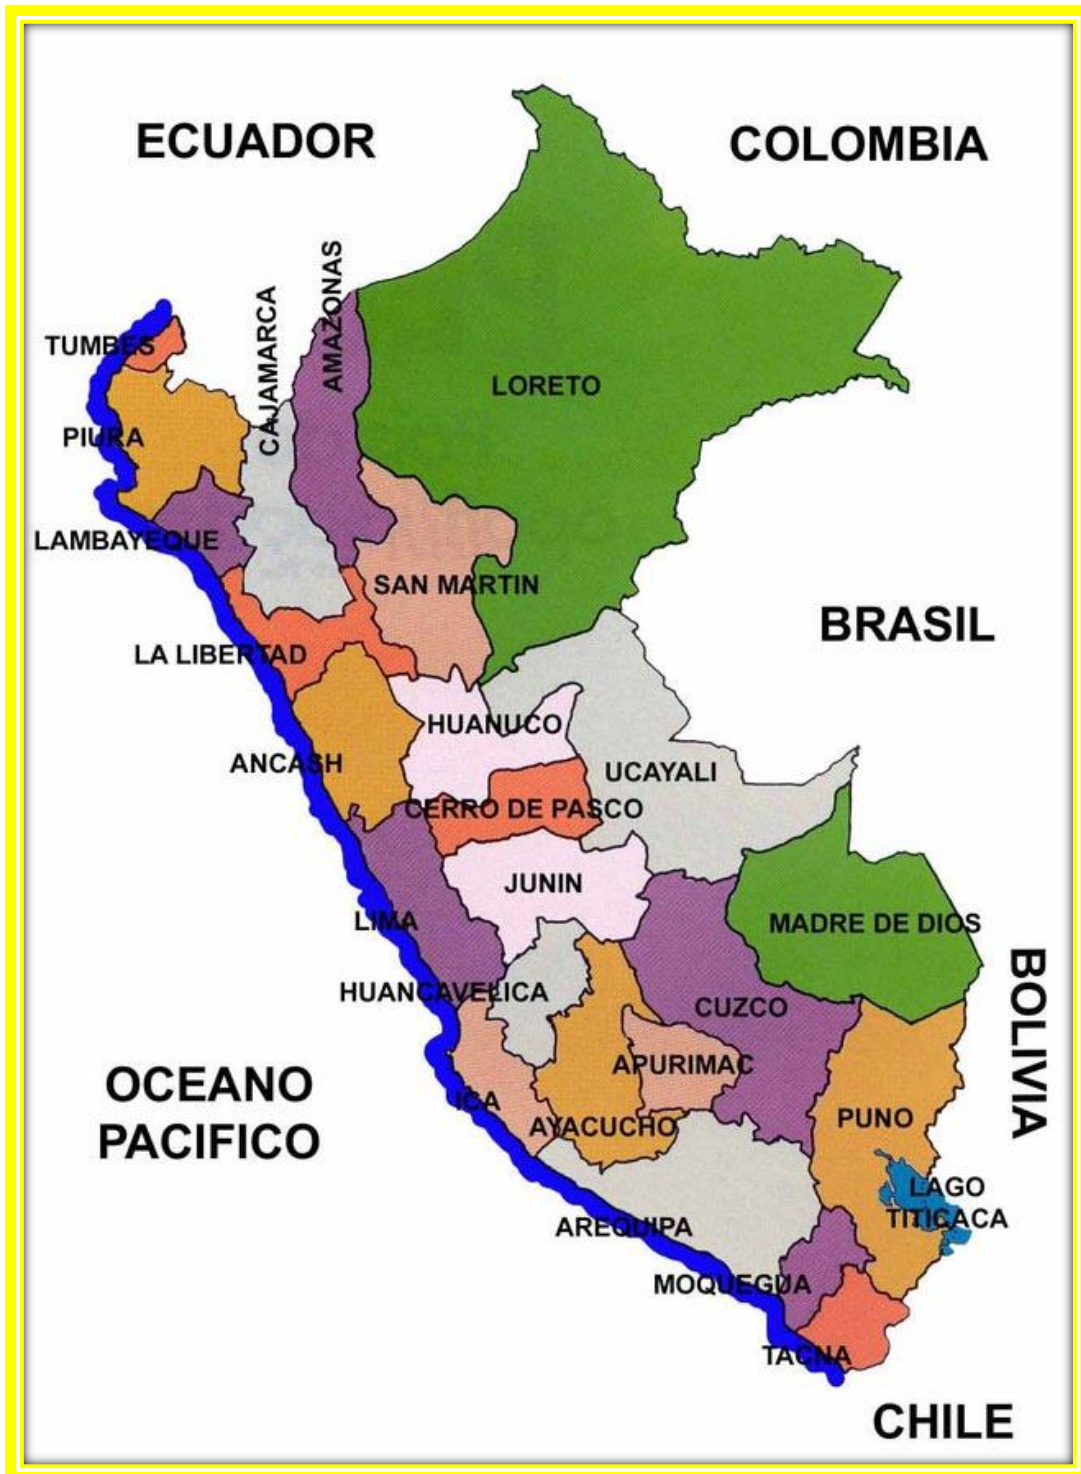 ECUADOR
COLOMBIA
AMAZONAS
CAJAMARCA
TUMBES
LORETO
PIURA
LAMBAYEQUE
SAN MARTIN
BRASIL
LA LIBERTAD
HUANUCO
ANCASH
UCAYALI
CERRO DE PASCO
JUNIN
LIMA
MADRE DE DIOS
HUANCAVELICA
CUZCO
BOLIVIA
OCEANO
PACIFICO
APURIMAC
ICA
AYACUCHO
PUNO
LAGO
TITICACA
AREQUIPA
MOQUEGUA
TACNA
CHILE